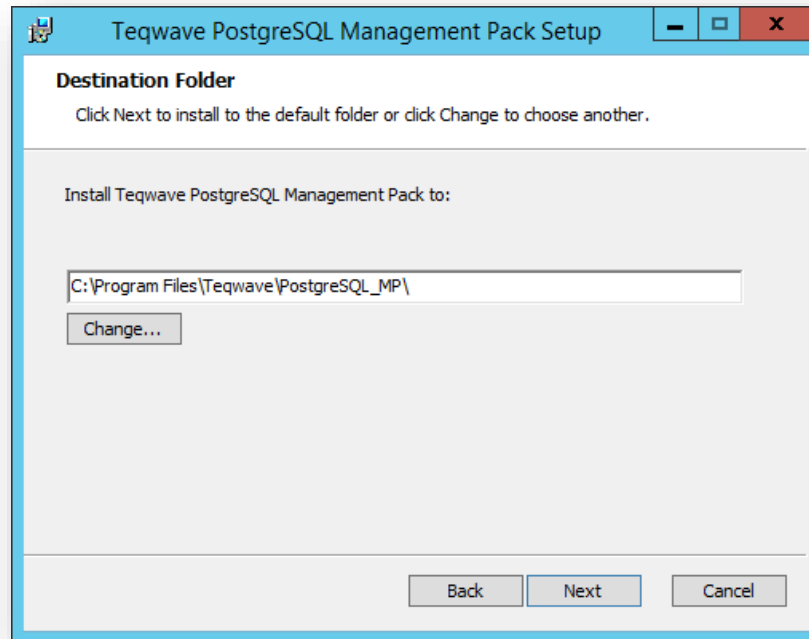 Teqwave PostgreSQL Management Pack Setup
Destination Folder
Click Next to install to the default folder or click Change to choose another.
Install Teqwave PostgreSQL Management Pack to:
C:\Program Files\Teqwave\PostgreSQL_MP\
Change...
Back Next Cancel